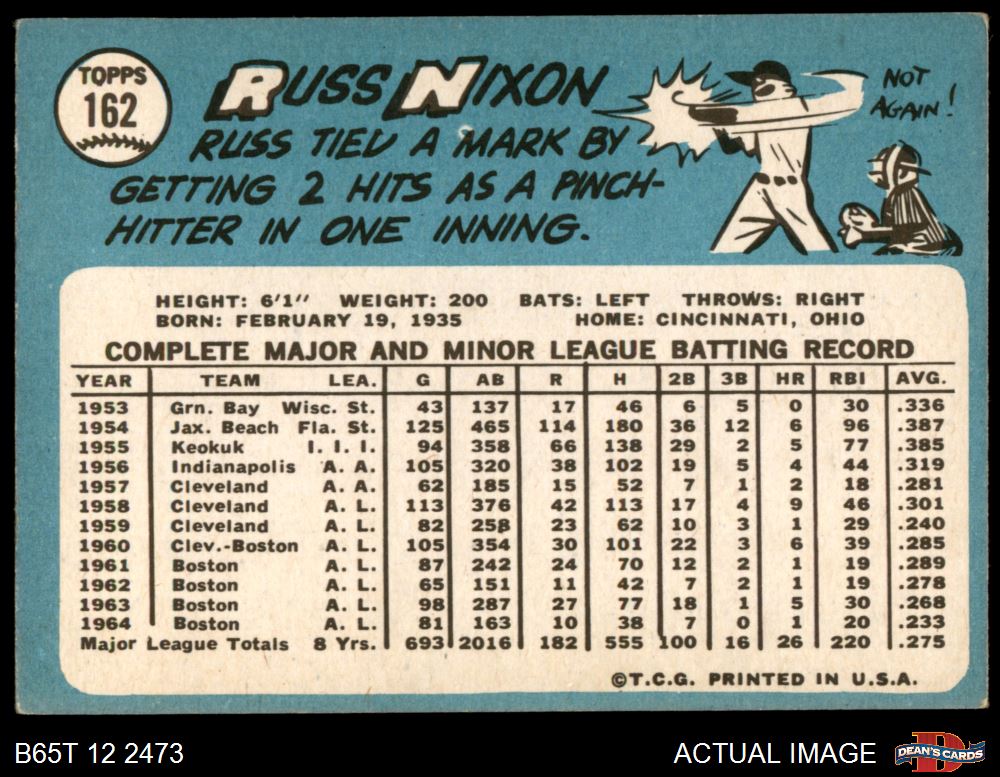 TOPPS
162
RUSS NIXON
RUSS TIED A MARK BY
GETTING 2 HITS AS A PINCH-
HITTER IN ONE INNING.
NOT
AGAIN!
HEIGHT: 6'1" WEIGHT: 200 BATS: LEFT THROWS: RIGHT
BORN: FEBRUARY 19, 1935 HOME: CINCINNATI, OHIO
COMPLETE MAJOR AND MINOR LEAGUE BATTING RECORD
YEAR TEAM LEA. G AB R H 2B 3B HR RBI AVG.
1953 Grn. Bay Wisc. St. 43 137 17 46 6 5 0 30 .336
1954 Jax. Beach Fla. St. 125 465 114 180 36 12 6 96 .387
1955 Keokuk I. I. I. 94 358 66 138 29 2 5 77 .385
1956 Indianapolis A. A. 105 320 38 102 19 5 4 44 .319
1957 Cleveland A. A. 62 185 15 52 7 1 2 18 .281
1958 Cleveland A. L. 113 376 42 113 17 4 9 46 .301
1959 Cleveland A. L. 82 258 23 62 10 3 1 29 .240
1960 Clev.-Boston A. L. 105 354 30 101 22 3 6 39 .285
1961 Boston A. L. 87 242 24 70 12 2 1 19 .289
1962 Boston A. L. 65 151 11 42 7 2 1 19 .278
1963 Boston A. L. 98 287 27 77 18 1 5 30 .268
1964 Boston A. L. 81 163 10 38 7 0 1 20 .233
Major League Totals 8 Yrs. 693 2016 182 555 100 16 26 220 .275
©T.C.G. PRINTED IN U.S.A.
B65T 12 2473
ACTUAL IMAGE
D
DEAN'S CARDS